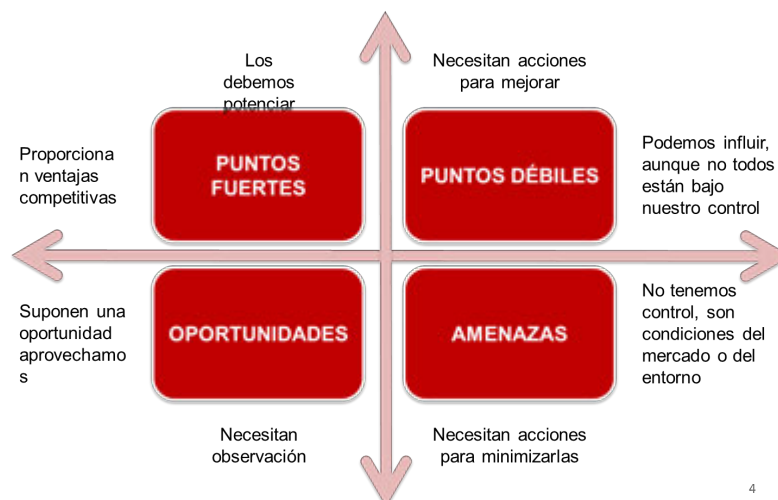 Los
debemos
potenciar
Necesitan acciones
para mejorar
Proporciona
n ventajas
competitivas
PUNTOS
FUERTES
PUNTOS DÉBILES
Podemos influir,
aunque no todos
están bajo
nuestro control
Suponen una
oportunidad
aprovechamo
s
OPORTUNIDADES
AMENAZAS
No tenemos
control, son
condiciones del
mercado o del
entorno
Necesitan
observación
Necesitan acciones
para minimizarlas
4